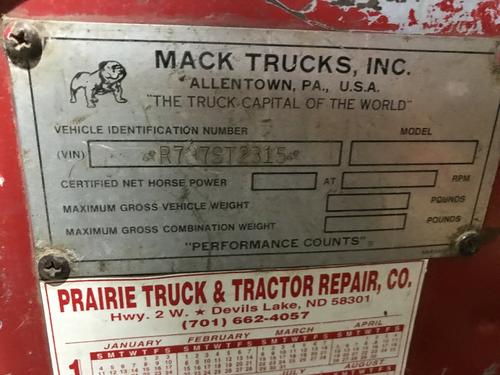 MACK TRUCKS, INC.
ALLENTOWN, PA., U.S.A.
"THE TRUCK CAPITAL OF THE WORLD"
VEHICLE IDENTIFICATION NUMBER MODEL
(VIN)
CERTIFIED NET HORSE POWER AT RPM
MAXIMUM GROSS VEHICLE WEIGHT POUNDS
MAXIMUM GROSS COMBINATION WEIGHT POUNDS
"PERFORMANCE COUNTS"
PRAIRIE TRUCK & TRACTOR REPAIR, CO.
Hwy. 2 W. ★ Devils Lake, ND 58301
(701) 662-4057
JANUARY FEBRUARY MARCH APRIL
S M T W T F S S M T W T F S S M T W T F S S M T W T F S